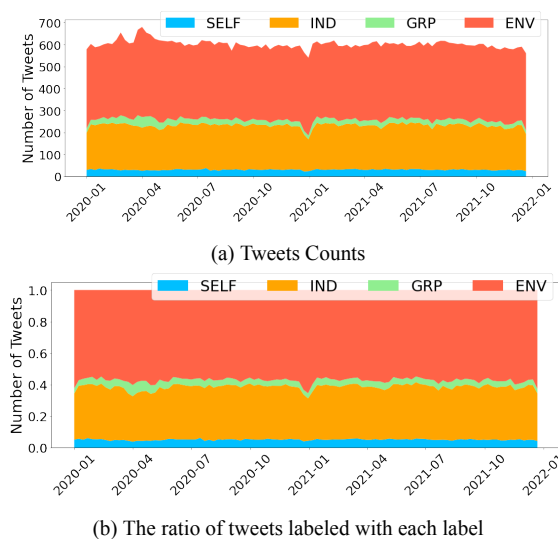 SELF IND GRP ENV
700
600
500
400
300
200
100
0
Number of Tweets
2020-01 2020-04 2020-07 2020-10 2021-01 2021-04 2021-07 2021-10 2022-01
(a) Tweets Counts
SELF IND GRP ENV
1.0
0.8
0.6
0.4
0.2
0.0
Number of Tweets
2020-01 2020-04 2020-07 2020-10 2021-01 2021-04 2021-07 2021-10 2022-01
(b) The ratio of tweets labeled with each label